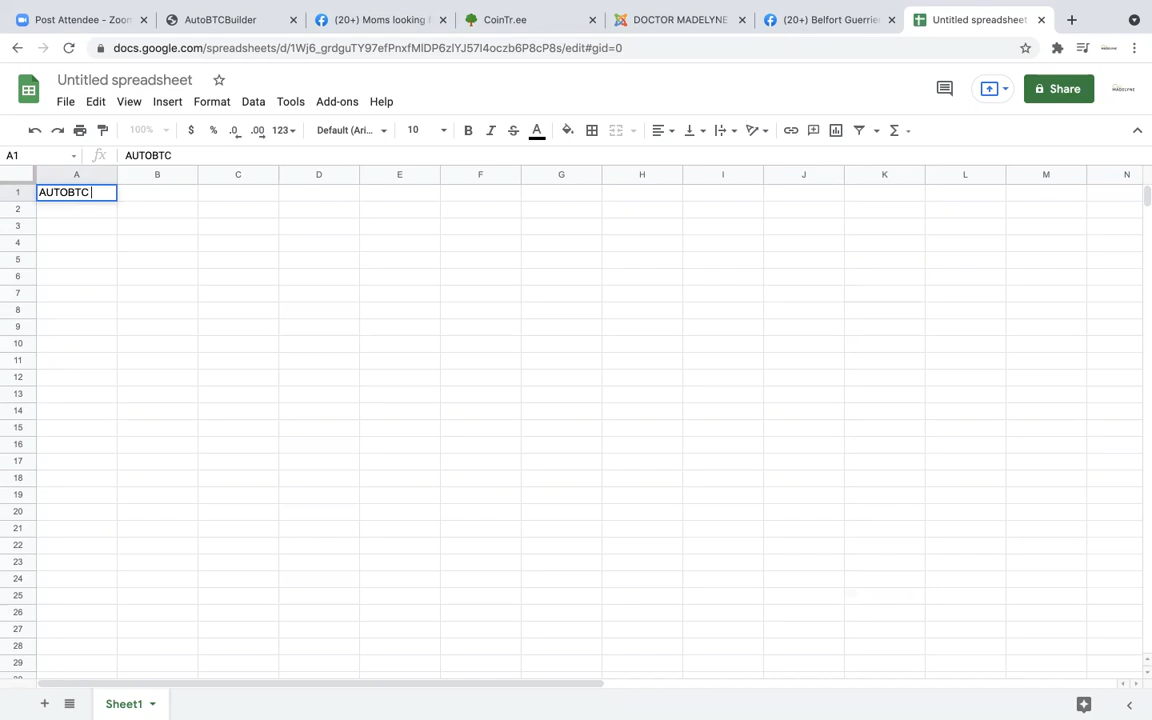 Post Attendee - Zoom
AutoBTCBuilder
(20+) Moms looking f
CoinTr.ee
DOCTOR MADELYNE
(20+) Belfort Guerrier
Untitled spreadsheet
docs.google.com/spreadsheets/d/1Wj6_grdguTY97efPnxfMlDP6zlYJ57I4oczb6P8cP8s/edit#gid=0
Untitled spreadsheet
File Edit View Insert Format Data Tools Add-ons Help
Share
100% $ % .0 .00 123 Default (Ari... 10 B I S A Σ
A1 fx AUTOBTC
A B C D E F G H I J K L M N
1 AUTOBTC
2
3
4
5
6
7
8
9
10
11
12
13
14
15
16
17
18
19
20
21
22
23
24
25
26
27
28
29
Sheet1